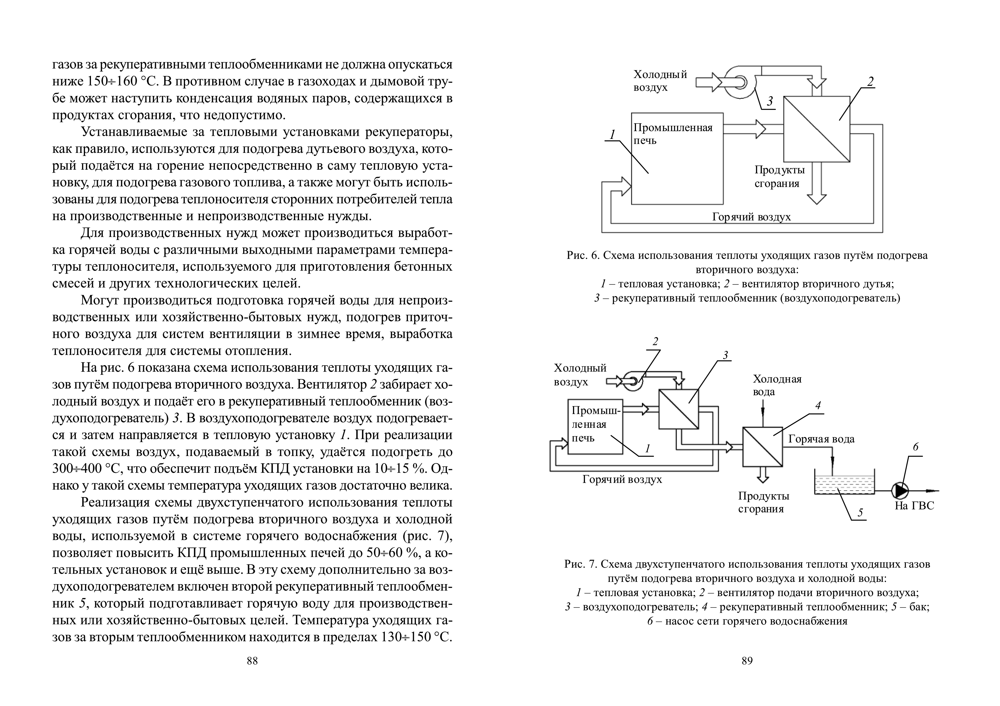 газов за рекуперативными теплообменниками не должна опускаться
ниже 150÷160 °С. В противном случае в газоходах и дымовой тру-
бе может наступить конденсация водяных паров, содержащихся в
продуктах сгорания, что недопустимо.
Устанавливаемые за тепловыми установками рекуператоры,
как правило, используются для подогрева дутьевого воздуха, кото-
рый подаётся на горение непосредственно в саму тепловую уста-
новку, для подогрева газового топлива, а также могут быть исполь-
зованы для подогрева теплоносителя сторонних потребителей тепла
на производственные и непроизводственные нужды.
Для производственных нужд может производиться выработ-
ка горячей воды с различными выходными параметрами темпера-
туры теплоносителя, используемого для приготовления бетонных
смесей и других технологических целей.
Могут производиться подготовка горячей воды для непроиз-
водственных или хозяйственно-бытовых нужд, подогрев приточ-
ного воздуха для систем вентиляции в зимнее время, выработка
теплоносителя для системы отопления.
На рис. 6 показана схема использования теплоты уходящих га-
зов путём подогрева вторичного воздуха. Вентилятор 2 забирает хо-
лодный воздух и подаёт его в рекуперативный теплообменник (воз-
духоподогреватель) 3. В воздухоподогревателе воздух подогревает-
ся и затем направляется в тепловую установку 1. При реализации
такой схемы воздух, подаваемый в топку, удаётся подогреть до
300÷400 °С, что обеспечит подъём КПД установки на 10÷15 %. Од-
нако у такой схемы температура уходящих газов достаточно велика.
Реализация схемы двухступенчатого использования теплоты
уходящих газов путём подогрева вторичного воздуха и холодной
воды, используемой в системе горячего водоснабжения (рис. 7),
позволяет повысить КПД промышленных печей до 50÷60 %, а ко-
тельных установок и ещё выше. В эту схему дополнительно за воз-
духоподогревателем включен второй рекуперативный теплообмен-
ник 5, который подготавливает горячую воду для производствен-
ных или хозяйственно-бытовых целей. Температура уходящих га-
зов за вторым теплообменником находится в пределах 130÷150 °С.
88
Холодный
воздух
2
3
Промышленная
печь
1
Продукты
сгорания
Горячий воздух
Рис. 6. Схема использования теплоты уходящих газов путём подогрева
вторичного воздуха:
1 – тепловая установка; 2 – вентилятор вторичного дутья;
3 – рекуперативный теплообменник (воздухоподогреватель)
2
3
Холодный
воздух
Холодная
вода
4
Промыш-
ленная
печь
1
Горячая вода
6
Горячий воздух
Продукты
сгорания
На ГВС
5
Рис. 7. Схема двухступенчатого использования теплоты уходящих газов
путём подогрева вторичного воздуха и холодной воды:
1 – тепловая установка; 2 – вентилятор подачи вторичного воздуха;
3 – воздухоподогреватель; 4 – рекуперативный теплообменник; 5 – бак;
6 – насос сети горячего водоснабжения
89